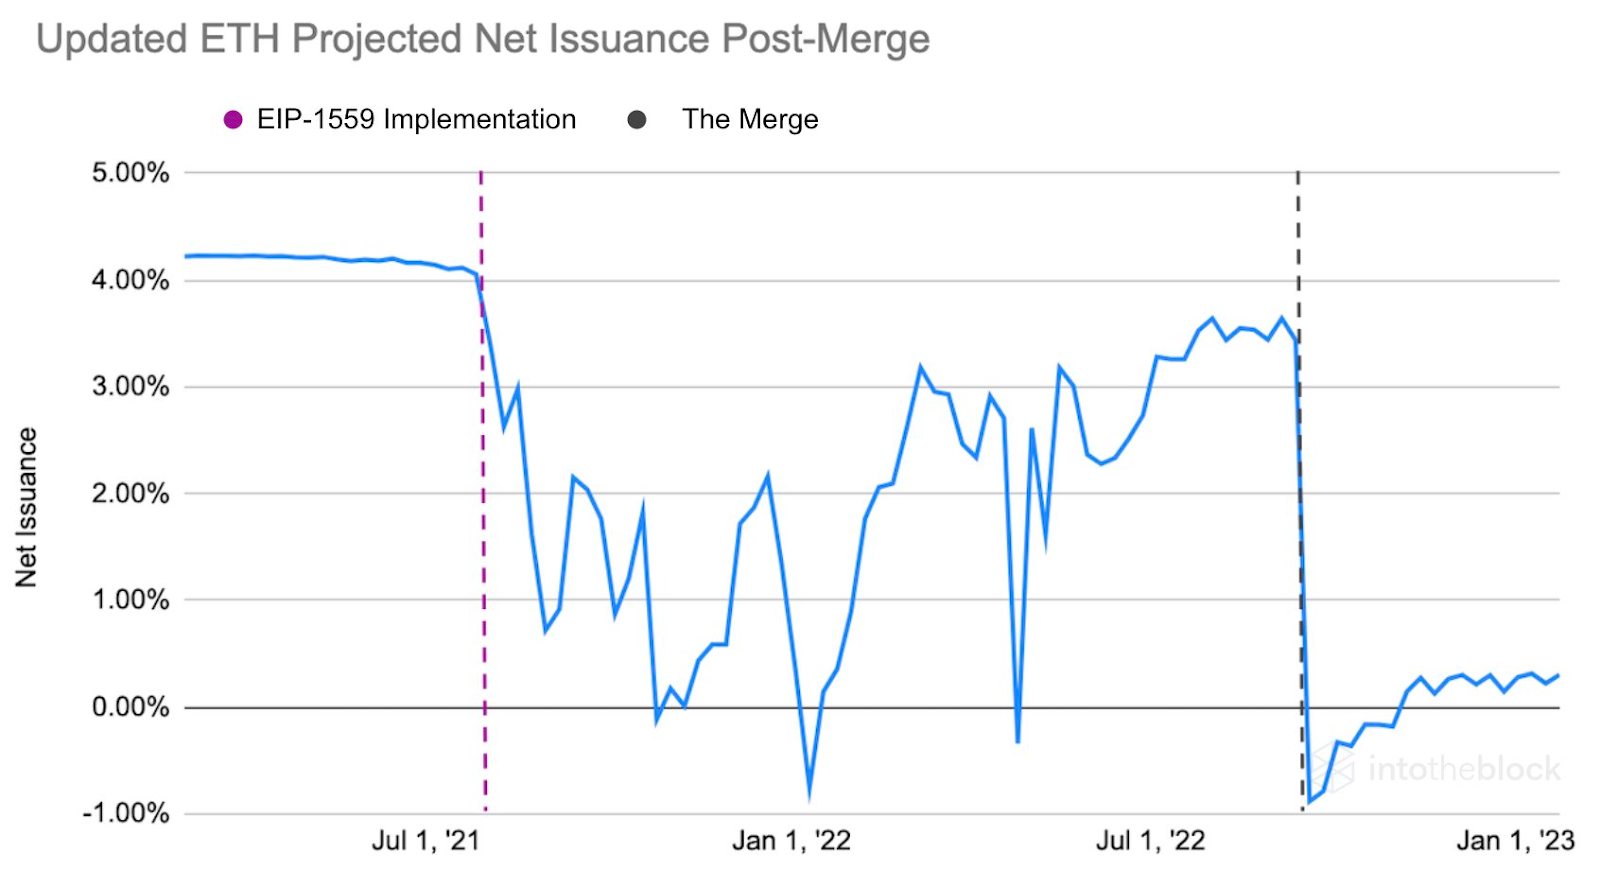 Updated ETH Projected Net Issuance Post-Merge
EIP-1559 Implementation The Merge
5.00%
4.00%
3.00%
2.00%
1.00%
0.00%
-1.00%
Net Issuance
intotheblock
Jul 1, '21 Jan 1, '22 Jul 1, '22 Jan 1, '23